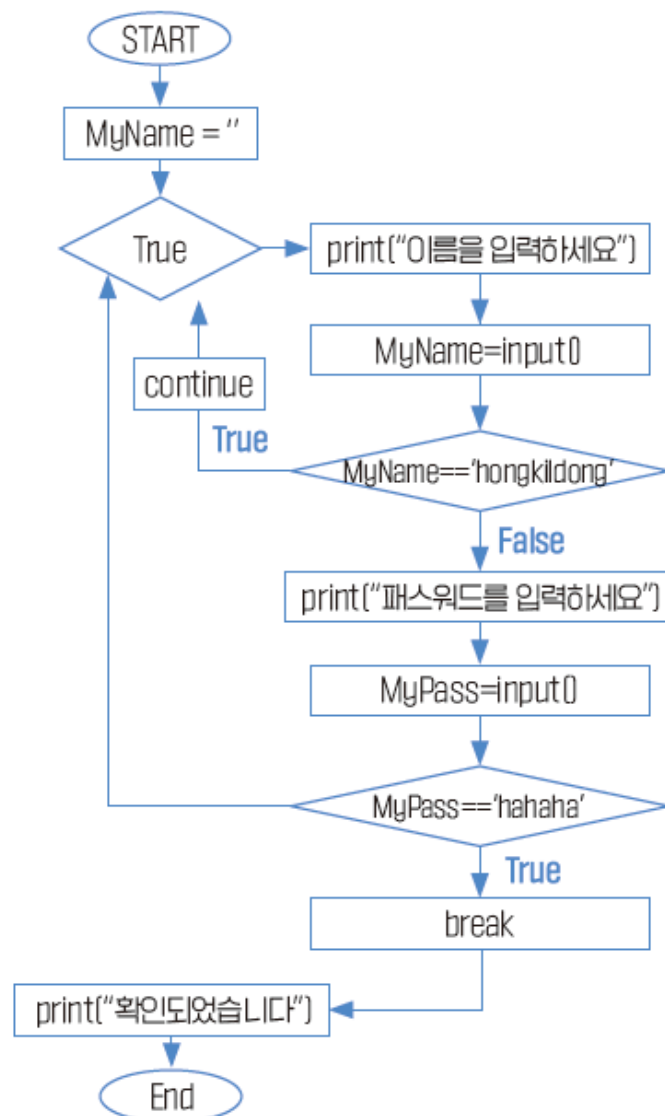 START
MyName = ''
True
print("이름을 입력하세요")
MyName=input()
continue
True
MyName=='hongkildong'
False
print("패스워드를 입력하세요")
MyPass=input()
MyPass=='hahaha'
True
break
print("확인되었습니다")
End